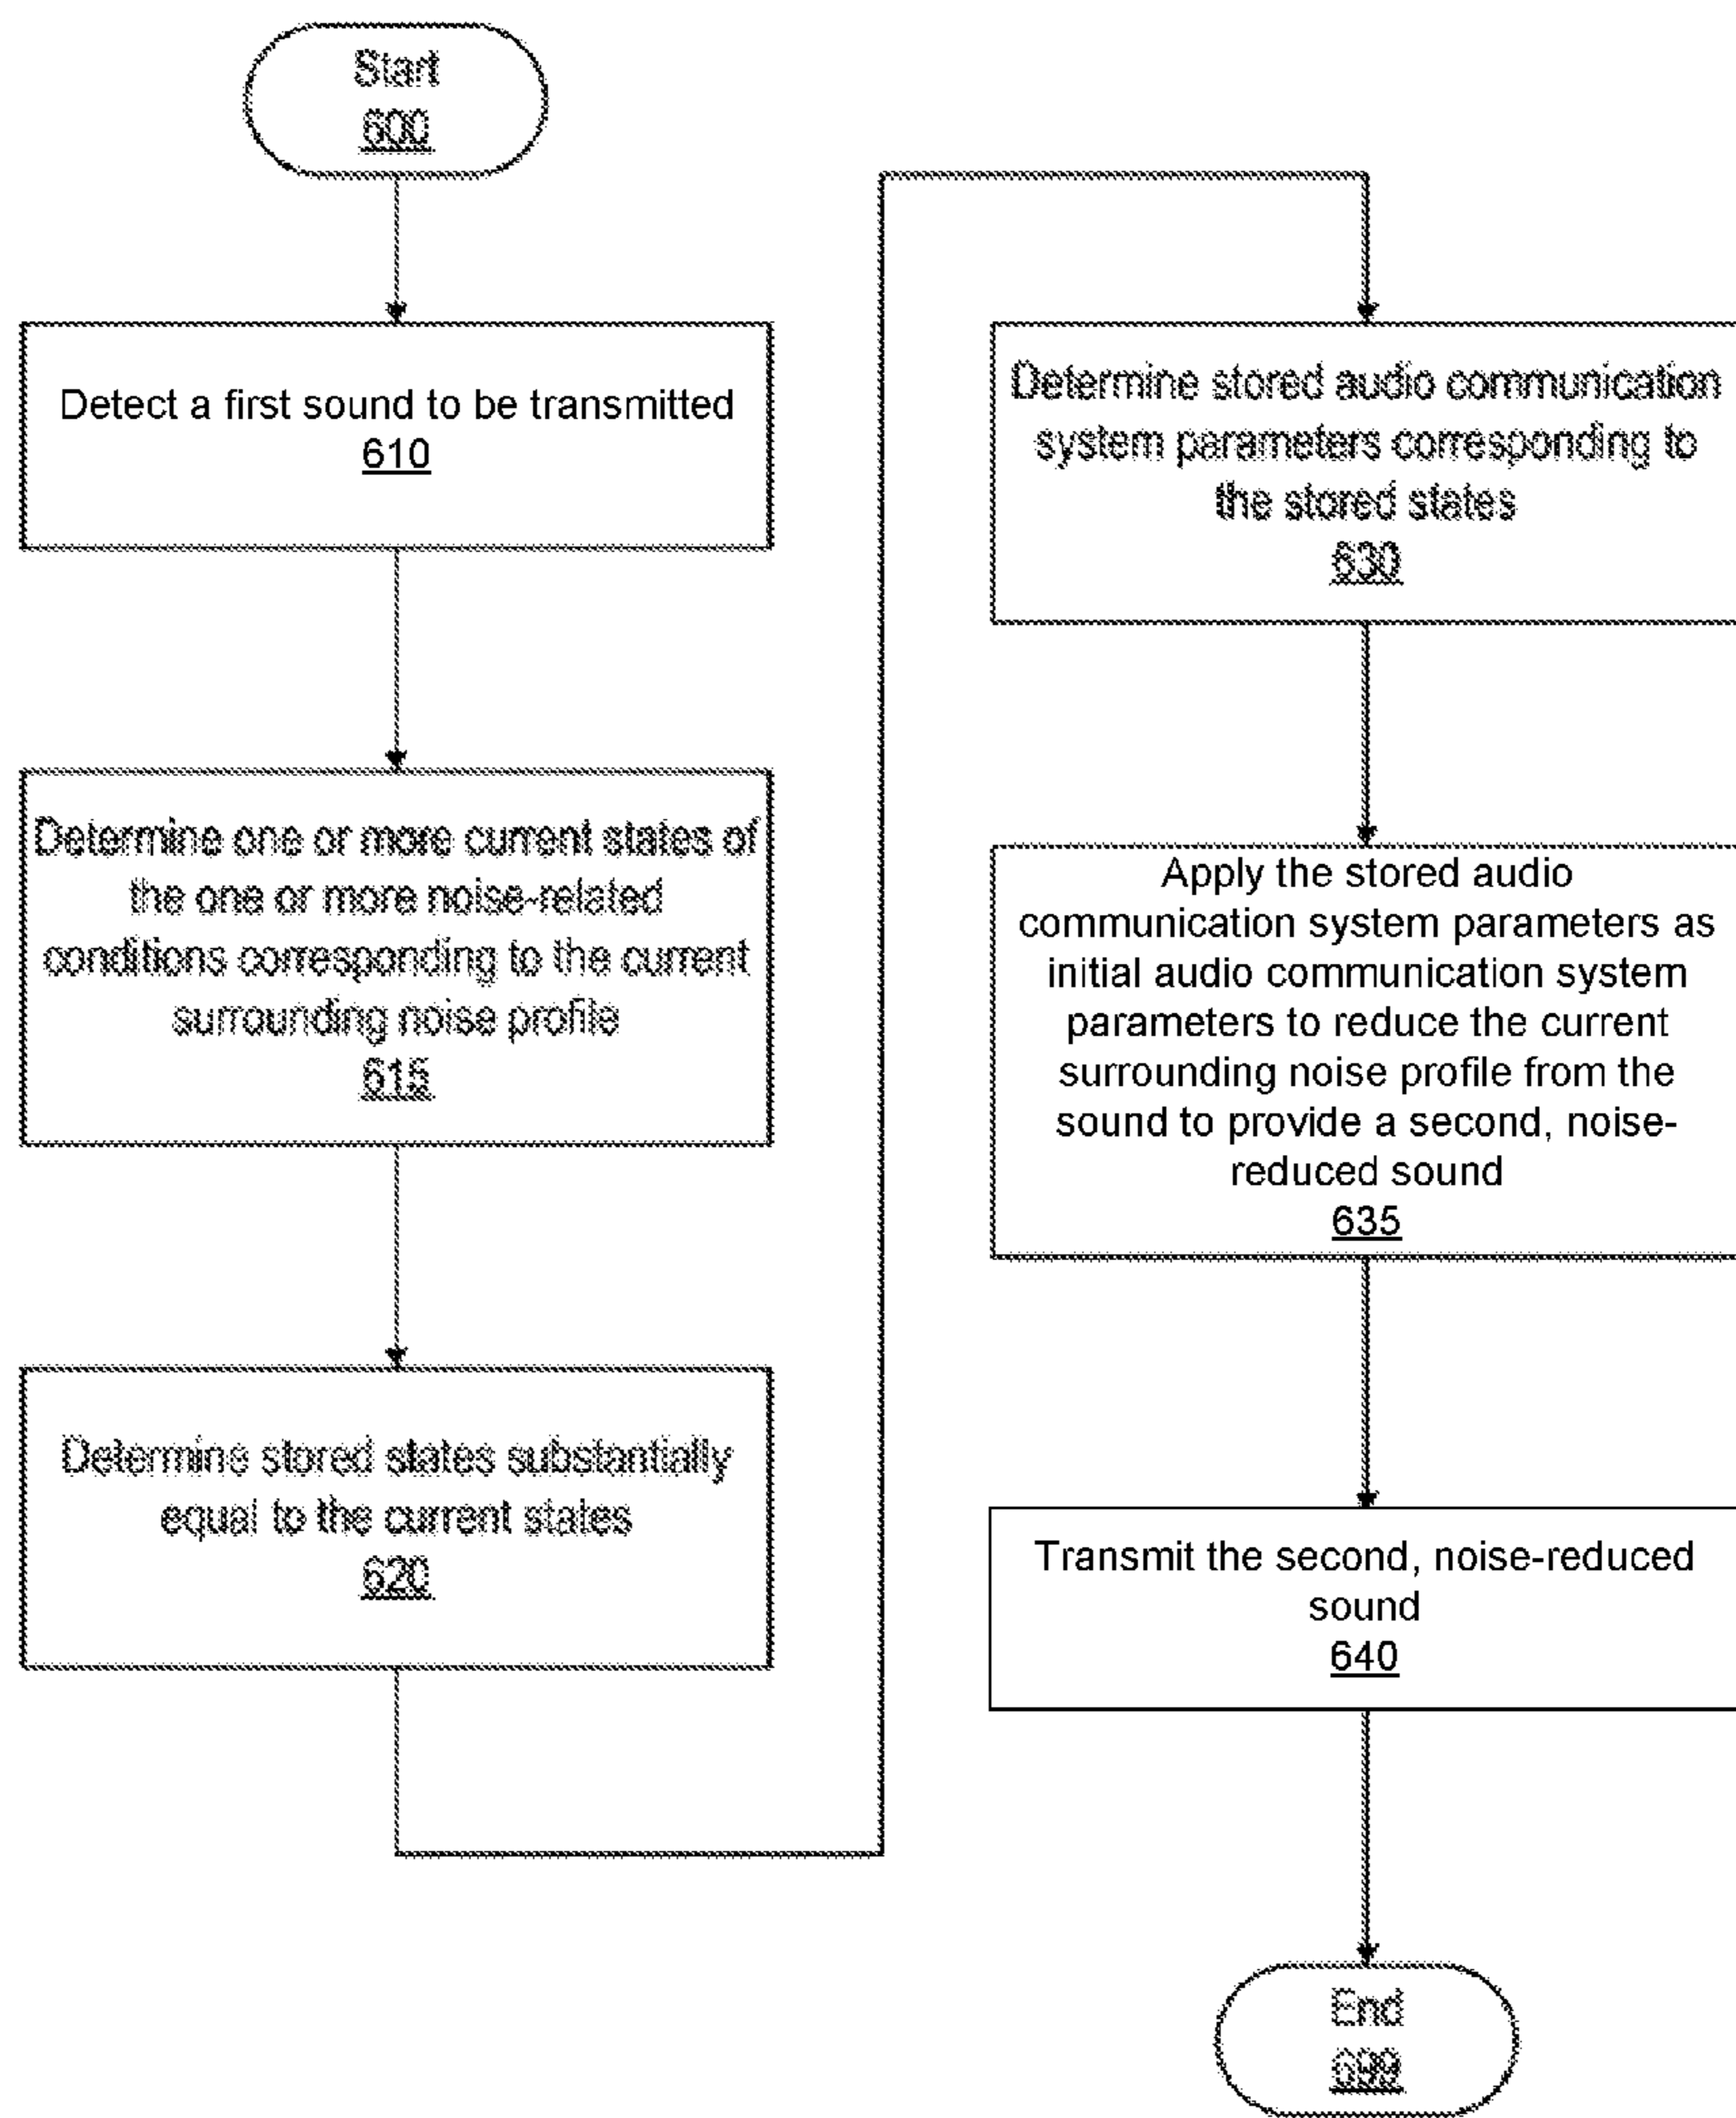 Start
600
Detect a first sound to be transmitted
610
Determine one or more current states of
the one or more noise-related
conditions corresponding to the current
surrounding noise profile
615
Determine stored states substantially
equal to the current states
620
Determine stored audio communication
system parameters corresponding to
the stored states
630
Apply the stored audio
communication system parameters as
initial audio communication system
parameters to reduce the current
surrounding noise profile from the
sound to provide a second, noise-
reduced sound
635
Transmit the second, noise-reduced
sound
640
End
699